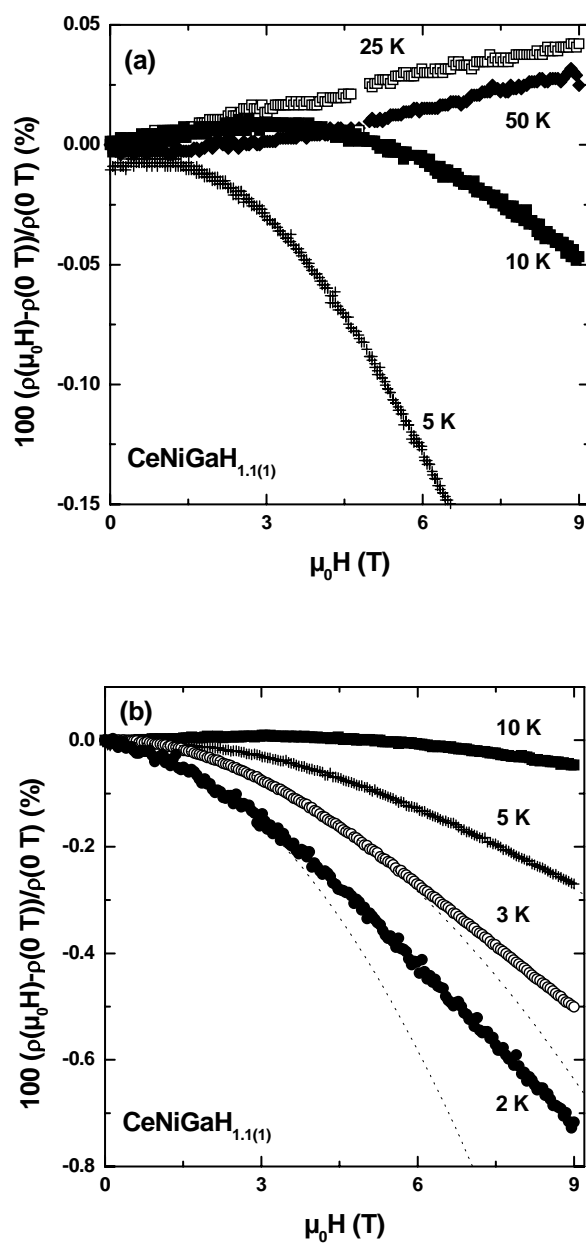 (a)
0.05
0.00
-0.05
-0.10
-0.15
100 (ρ(μ₀H)-ρ(0 T))/ρ(0 T) (%)
25 K
50 K
10 K
5 K
CeNiGaH₁.₁₍₁₎
0 3 6 9
μ₀H (T)
(b)
0.0
-0.2
-0.4
-0.6
-0.8
100 (ρ(μ₀H)-ρ(0 T))/ρ(0 T) (%)
10 K
5 K
3 K
2 K
CeNiGaH₁.₁₍₁₎
0 3 6 9
μ₀H (T)